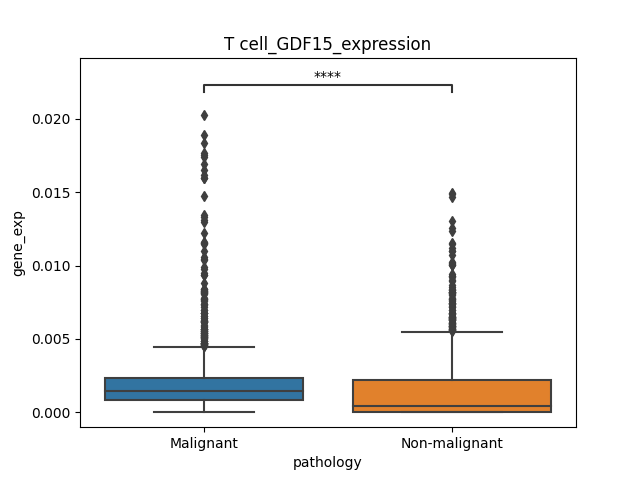 T cell_GDF15_expression
****
0.020
0.015
0.010
0.005
0.000
gene_exp
Malignant
Non-malignant
pathology